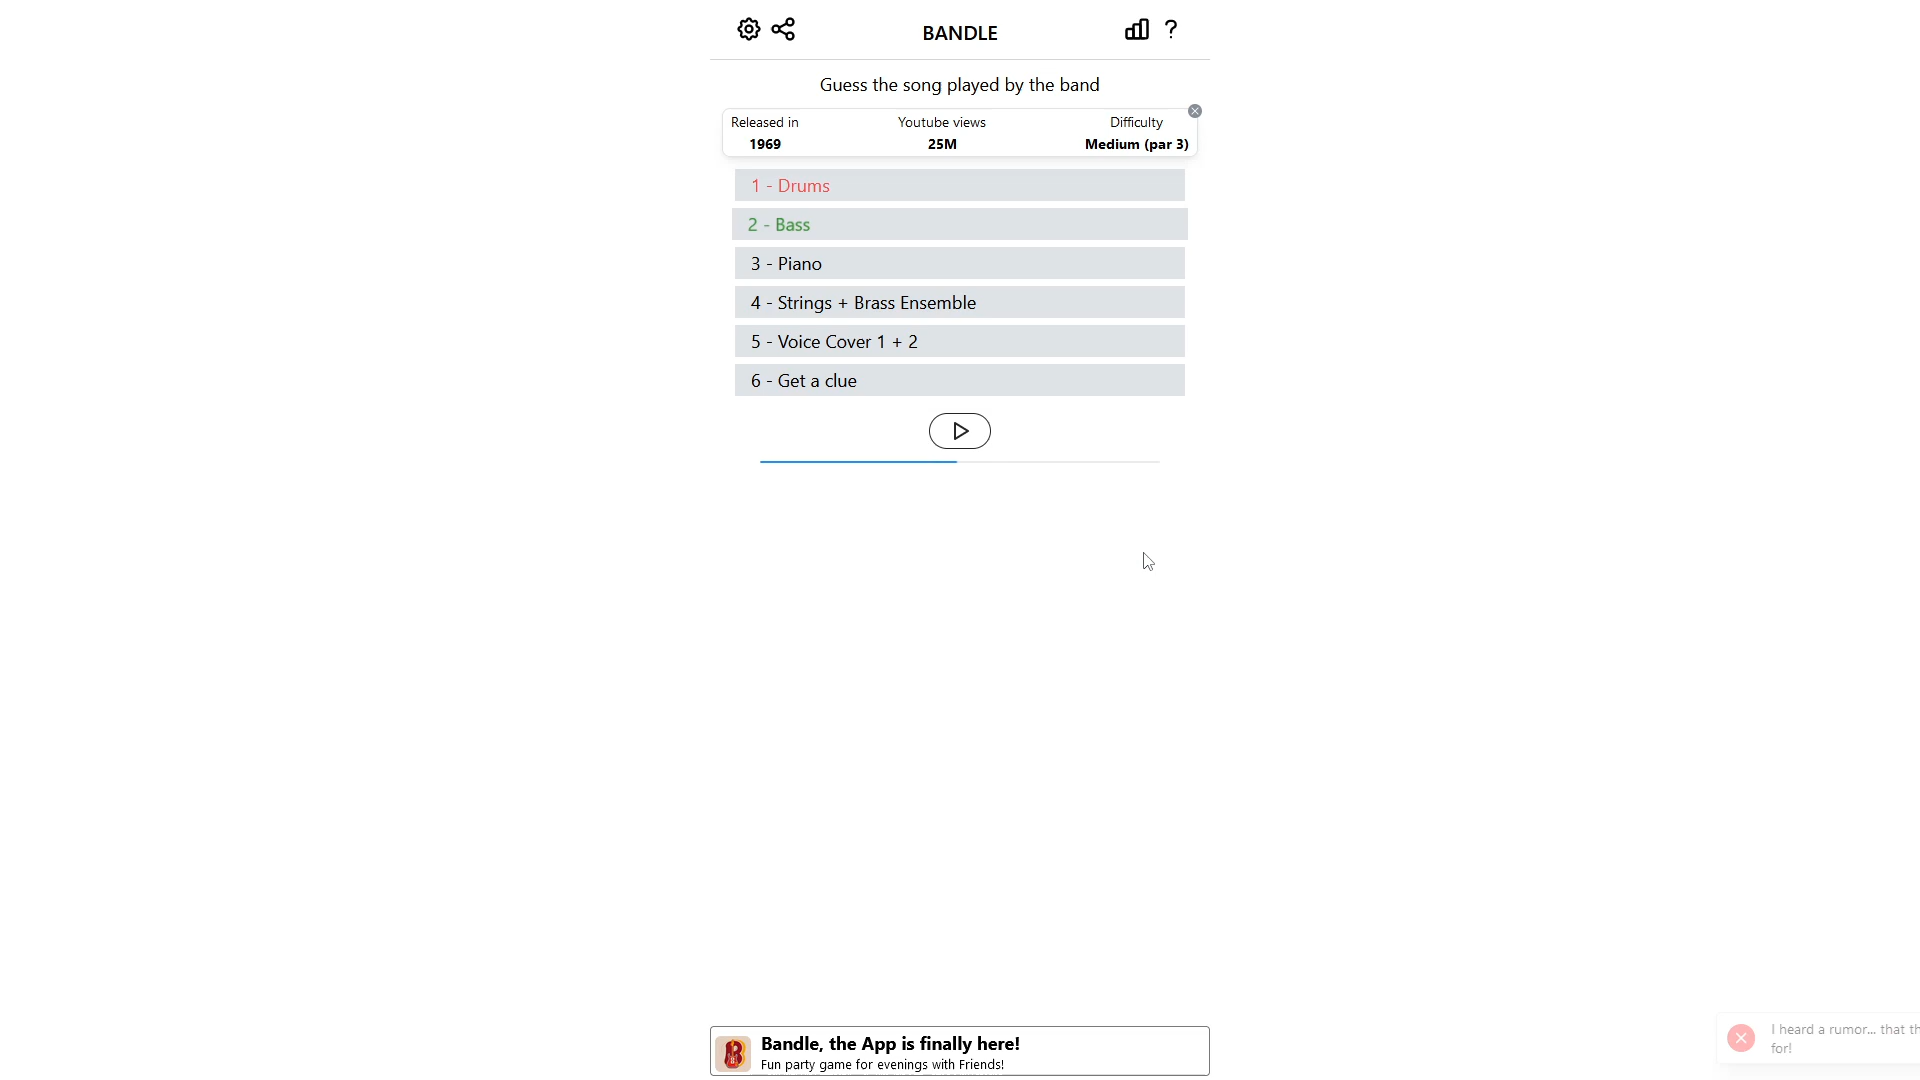 BANDLE
?
Guess the song played by the band
Released in
1969
Youtube views
25M
Difficulty
Medium (par 3)
1 - Drums
2 - Bass
3 - Piano
4 - Strings + Brass Ensemble
5 - Voice Cover 1 + 2
6 - Get a clue
Bandle, the App is finally here!
Fun party game for evenings with Friends!
I heard a rumor... that
for!